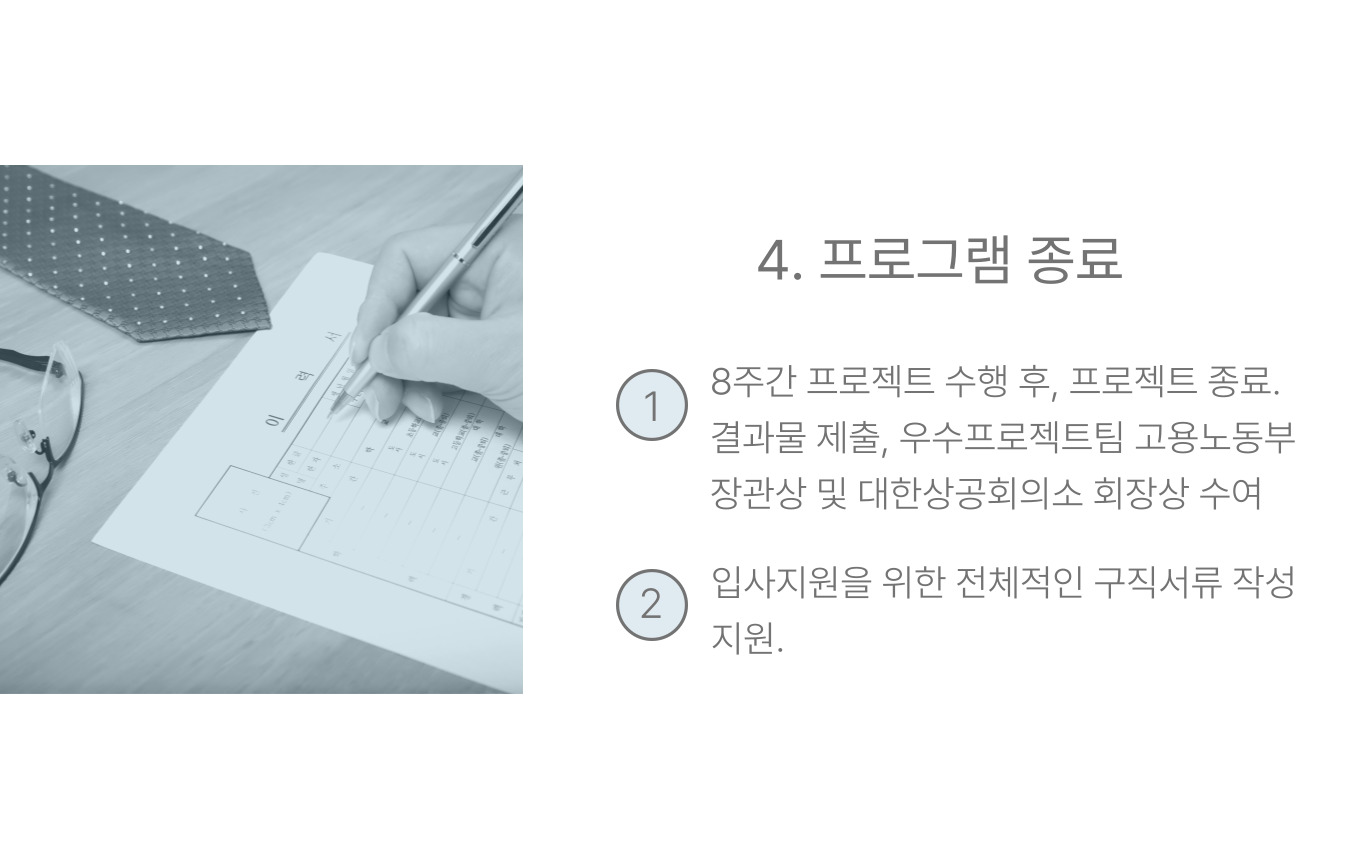 4. 프로그램 종료
1
8주간 프로젝트 수행 후, 프로젝트 종료.
결과물 제출, 우수프로젝트팀 고용노동부
장관상 및 대한상공회의소 회장상 수여
2
입사지원을 위한 전체적인 구직서류 작성
지원.
이 력 서